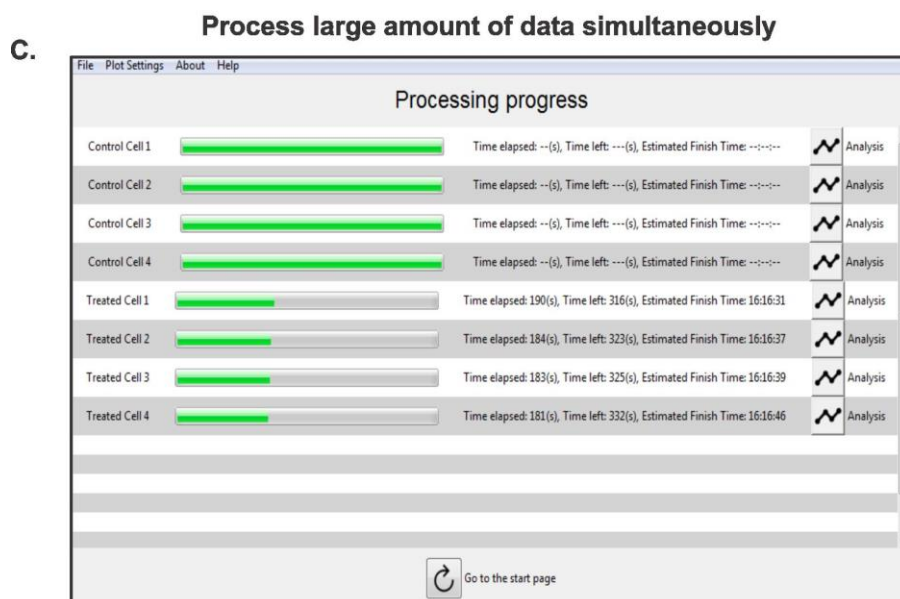 Process large amount of data simultaneously
C.
File Plot Settings About Help
Processing progress
Control Cell 1 Time elapsed: --(s), Time left: ---(s), Estimated Finish Time: --:--:-- Analysis
Control Cell 2 Time elapsed: --(s), Time left: ---(s), Estimated Finish Time: --:--:-- Analysis
Control Cell 3 Time elapsed: --(s), Time left: ---(s), Estimated Finish Time: --:--:-- Analysis
Control Cell 4 Time elapsed: --(s), Time left: ---(s), Estimated Finish Time: --:--:-- Analysis
Treated Cell 1 Time elapsed: 190(s), Time left: 316(s), Estimated Finish Time: 16:16:31 Analysis
Treated Cell 2 Time elapsed: 184(s), Time left: 323(s), Estimated Finish Time: 16:16:37 Analysis
Treated Cell 3 Time elapsed: 183(s), Time left: 325(s), Estimated Finish Time: 16:16:39 Analysis
Treated Cell 4 Time elapsed: 181(s), Time left: 332(s), Estimated Finish Time: 16:16:46 Analysis
Go to the start page